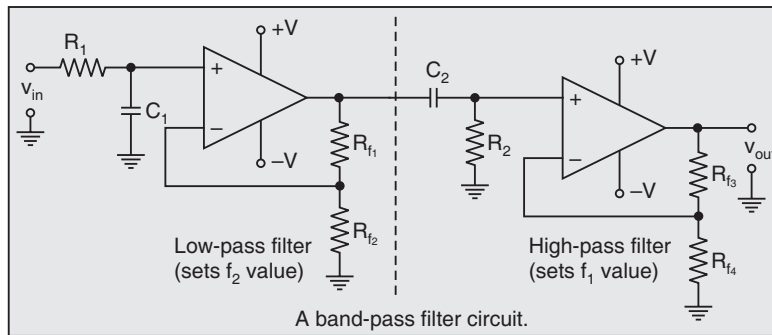 R1
vin
C1
+
−
+V
−V
Rf1
Rf2
Low-pass filter
(sets f2 value)
C2
R2
+
−
+V
−V
vout
Rf3
Rf4
High-pass filter
(sets f1 value)
A band-pass filter circuit.